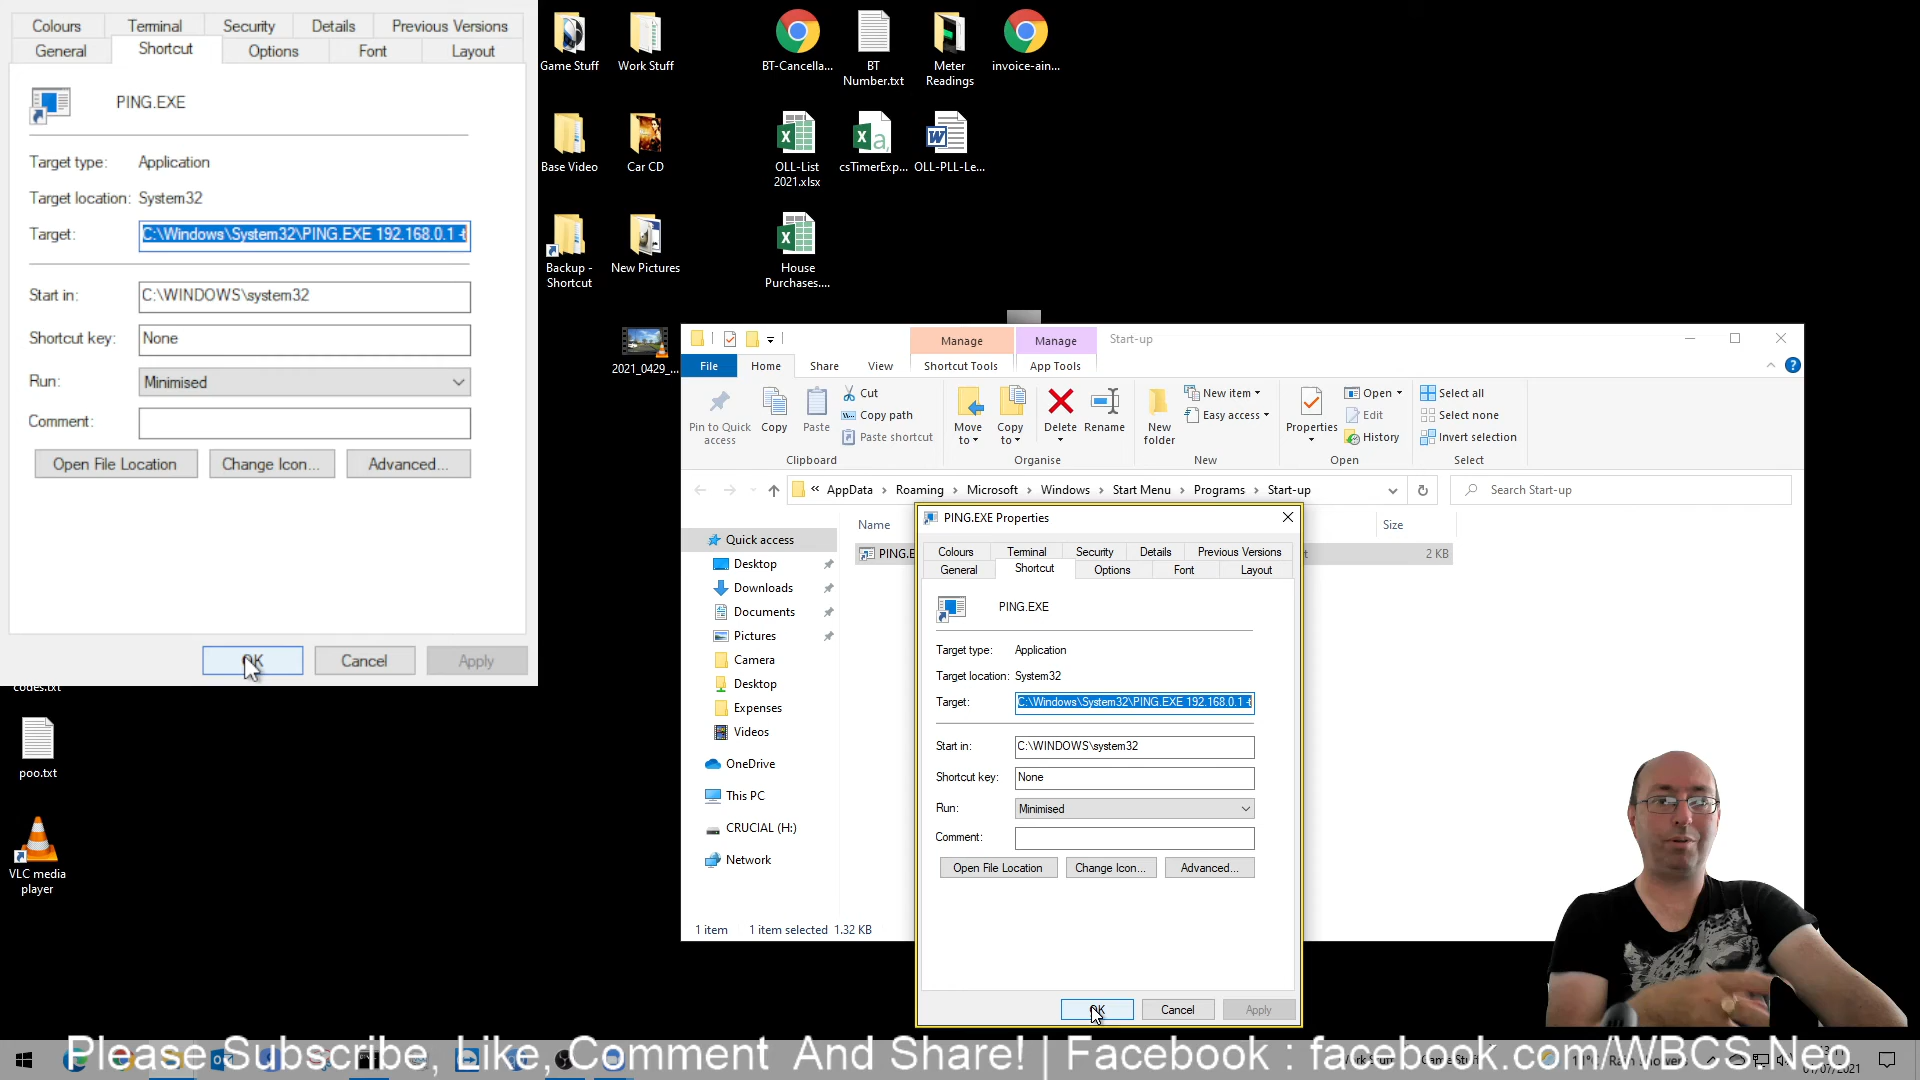 Colours Terminal Security Details Previous Versions
General Shortcut Options Font Layout
PING.EXE
Target type: Application
Target location: System32
Target: C:\Windows\System32\PING.EXE 192.168.0.1 -t
Start in: C:\WINDOWS\system32
Shortcut key: None
Run: Minimised
Comment:
Open File Location Change Icon... Advanced...
OK Cancel Apply
Game Stuff Work Stuff BT-Cancella... BT Number.txt Meter Readings invoice-ain...
Base Video Car CD OLL-List 2021.xlsx csTimerExp... OLL-PLL-Le...
Backup - Shortcut New Pictures House Purchases....
2021_0429_...
codes.txt
poo.txt
VLC media player
Manage Manage Start-up
File Home Share View Shortcut Tools App Tools
Pin to Quick access Copy Paste Cut
Copy path
Paste shortcut
Clipboard
Move to Copy to Delete Rename
Organise
New folder New item
Easy access
New
Properties Open
Edit
History
Open
Select all
Select none
Invert selection
Select
« AppData > Roaming > Microsoft > Windows > Start Menu > Programs > Start-up Search Start-up
Name Size
PING.E 2 KB
Quick access
Desktop
Downloads
Documents
Pictures
Camera
Desktop
Expenses
Videos
OneDrive
This PC
CRUCIAL (H:)
Network
1 item 1 item selected 1.32 KB
PING.EXE Properties
Colours Terminal Security Details Previous Versions
General Shortcut Options Font Layout
PING.EXE
Target type: Application
Target location: System32
Target: C:\Windows\System32\PING.EXE 192.168.0.1 -t
Start in: C:\WINDOWS\system32
Shortcut key: None
Run: Minimised
Comment:
Open File Location Change Icon... Advanced...
OK Cancel Apply
Please Subscribe, Like, Comment And Share! | Facebook : facebook.com/WBCS.Neo
01/07/2021